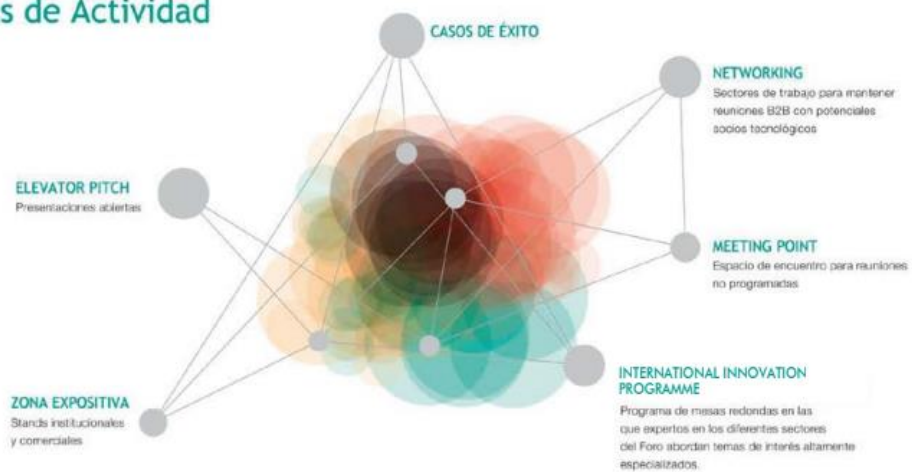 s de Actividad
CASOS DE ÉXITO
NETWORKING
Sectores de trabajo para mantener
reuniones B2B con potenciales
socios tecnológicos
ELEVATOR PITCH
Presentaciones abiertas
MEETING POINT
Espacio de encuentro para reuniones
no programadas
INTERNATIONAL INNOVATION
PROGRAMME
Programa de mesas redondas en las
que expertos en los diferentes sectores
del Foro abordan temas de interés altamente
especializados.
ZONA EXPOSITIVA
Stands institucionales
y comerciales